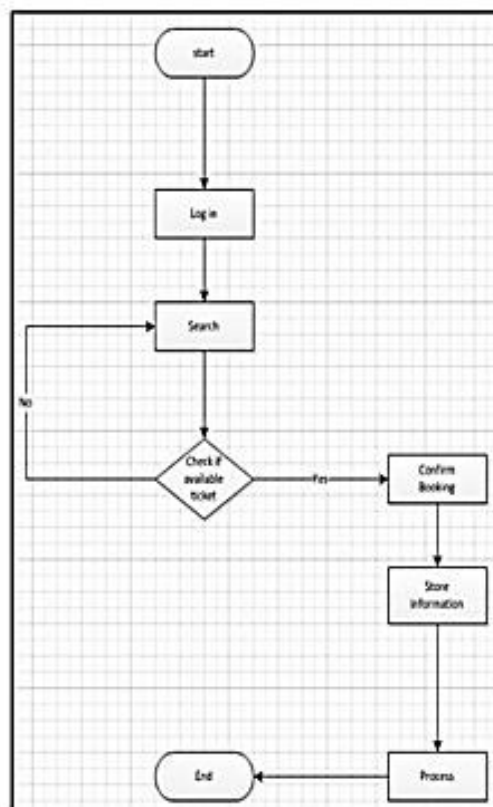 start
Log in
Search
No
Check if
available
ticket
Yes
Confirm
Booking
Store
information
Process
End